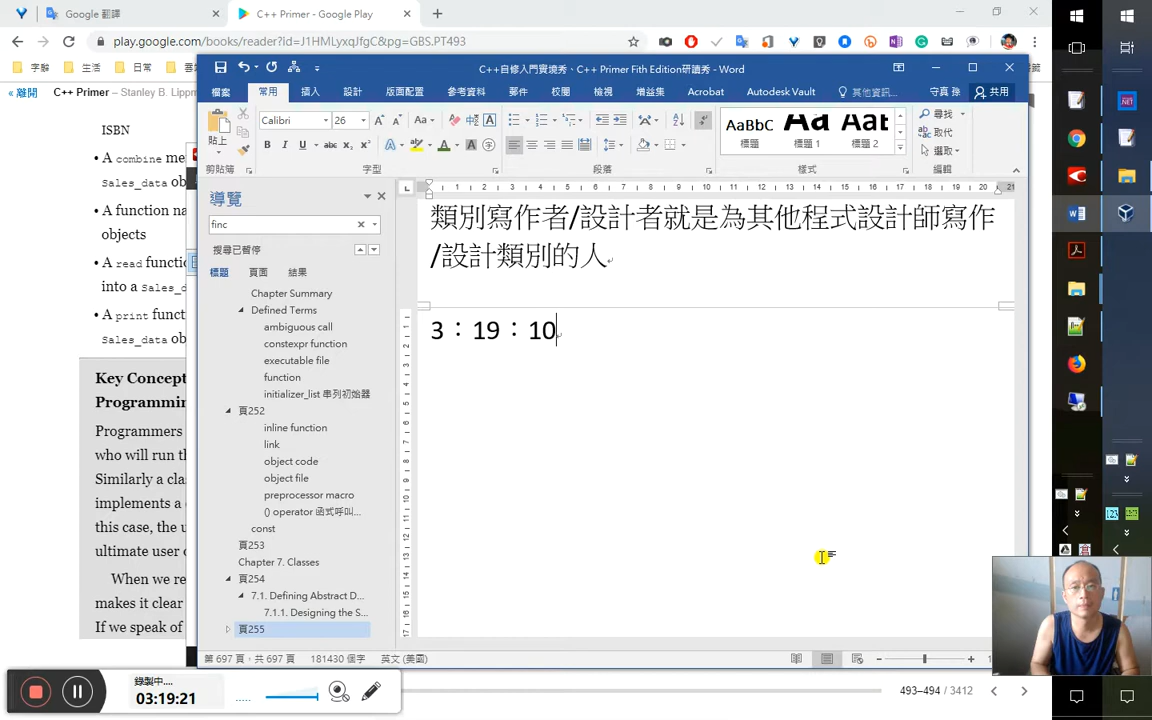 Google 翻譯
C++ Primer - Google Play
play.google.com/books/reader?id=J1HMLyxqJfgC&pg=GBS.PT493
字辭
生活
日常
« 離開
C++ Primer – Stanley B. Lippm
ISBN
• A combine me
Sales_data ob
• A function na
objects
• A read functio
into a Sales_d
• A print funct
Sales_data ob
Key Concept
Programming
Programmers
who will run th
Similarly a cla
implements a
this case, the u
ultimate user o
When we re
makes it clear
If we speak of
C++自修入門實境秀、C++ Primer Fith Edition研讀秀 - Word
檔案
常用
插入
設計
版面配置
參考資料
郵件
校閱
檢視
增益集
Acrobat
Autodesk Vault
其他資訊...
守真 孫
共用
貼上
剪貼簿
Calibri
26
字型
段落
AaBbC
標題
Aa
標題 1
Aat
標題 2
樣式
尋找
取代
選取
編輯
導覽
finc
搜尋已暫停
標題
頁面
結果
Chapter Summary
Defined Terms
ambiguous call
constexpr function
executable file
function
initializer_list 串列初始器
頁252
inline function
link
object code
object file
preprocessor macro
() operator 函式呼叫...
const
頁253
Chapter 7. Classes
頁254
7.1. Defining Abstract D...
7.1.1. Designing the S...
頁255
類別寫作者/設計者就是為其他程式設計師寫作
/設計類別的人
3：19：10
第 697 頁，共 697 頁
181430 個字
英文 (美國)
錄製中...
03:19:21
493–494 / 3412